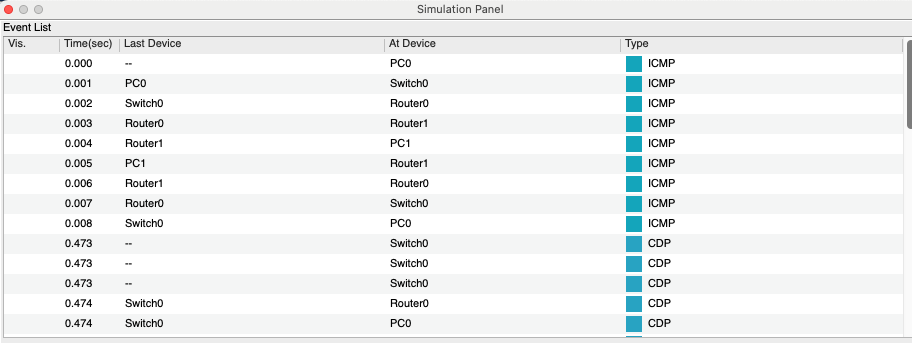 Simulation Panel
Event List
Vis. Time(sec) Last Device At Device Type
0.000 -- PC0 ICMP
0.001 PC0 Switch0 ICMP
0.002 Switch0 Router0 ICMP
0.003 Router0 Router1 ICMP
0.004 Router1 PC1 ICMP
0.005 PC1 Router1 ICMP
0.006 Router1 Router0 ICMP
0.007 Router0 Switch0 ICMP
0.008 Switch0 PC0 ICMP
0.473 -- Switch0 CDP
0.473 -- Switch0 CDP
0.473 -- Switch0 CDP
0.474 Switch0 Router0 CDP
0.474 Switch0 PC0 CDP